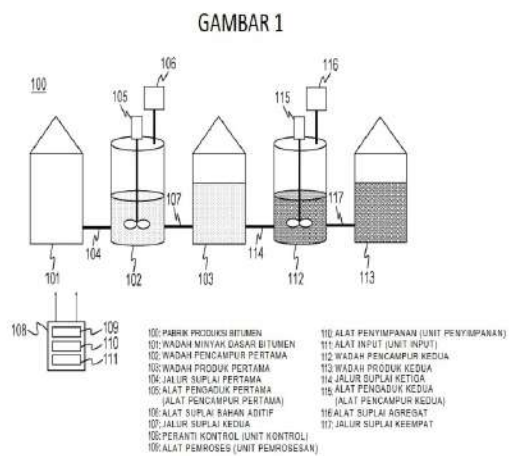 GAMBAR 1
100
106
105
116
115
107
117
104
114
101
102
103
112
113
108
109
110
111
100: PABRIK PRODUKSI BITUMEN
101: WADAH MINYAK DASAR BITUMEN
102: WADAH PENCAMPUR PERTAMA
103: WADAH PRODUK PERTAMA
104: JALUR SUPLAI PERTAMA
105: ALAT PENGADUK PERTAMA
(ALAT PENCAMPUR PERTAMA)
106: ALAT SUPLAI BAHAN ADITIF
107: JALUR SUPLAI KEDUA
108: PERANTI KONTROL (UNIT KONTROL)
109: ALAT PEMROSES (UNIT PEMROSESAN)
110: ALAT PENYIMPANAN (UNIT PENYIMPANAN)
111: ALAT INPUT (UNIT INPUT)
112: WADAH PENCAMPUR KEDUA
113: WADAH PRODUK KEDUA
114: JALUR SUPLAI KETIGA
115: ALAT PENGADUK KEDUA
(ALAT PENCAMPUR KEDUA)
116: ALAT SUPLAI AGREGAT
117: JALUR SUPLAI KEEMPAT